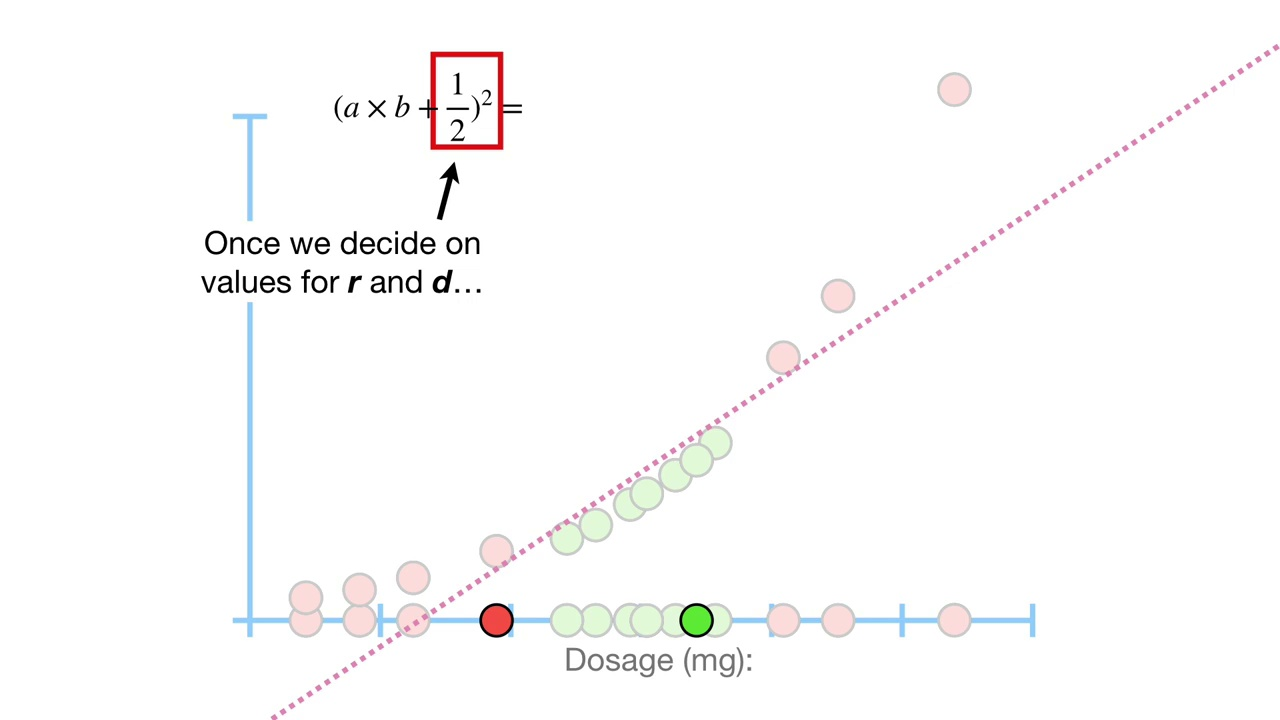 (a × b + 1/2)² =
Once we decide on
values for r and d…
Dosage (mg):